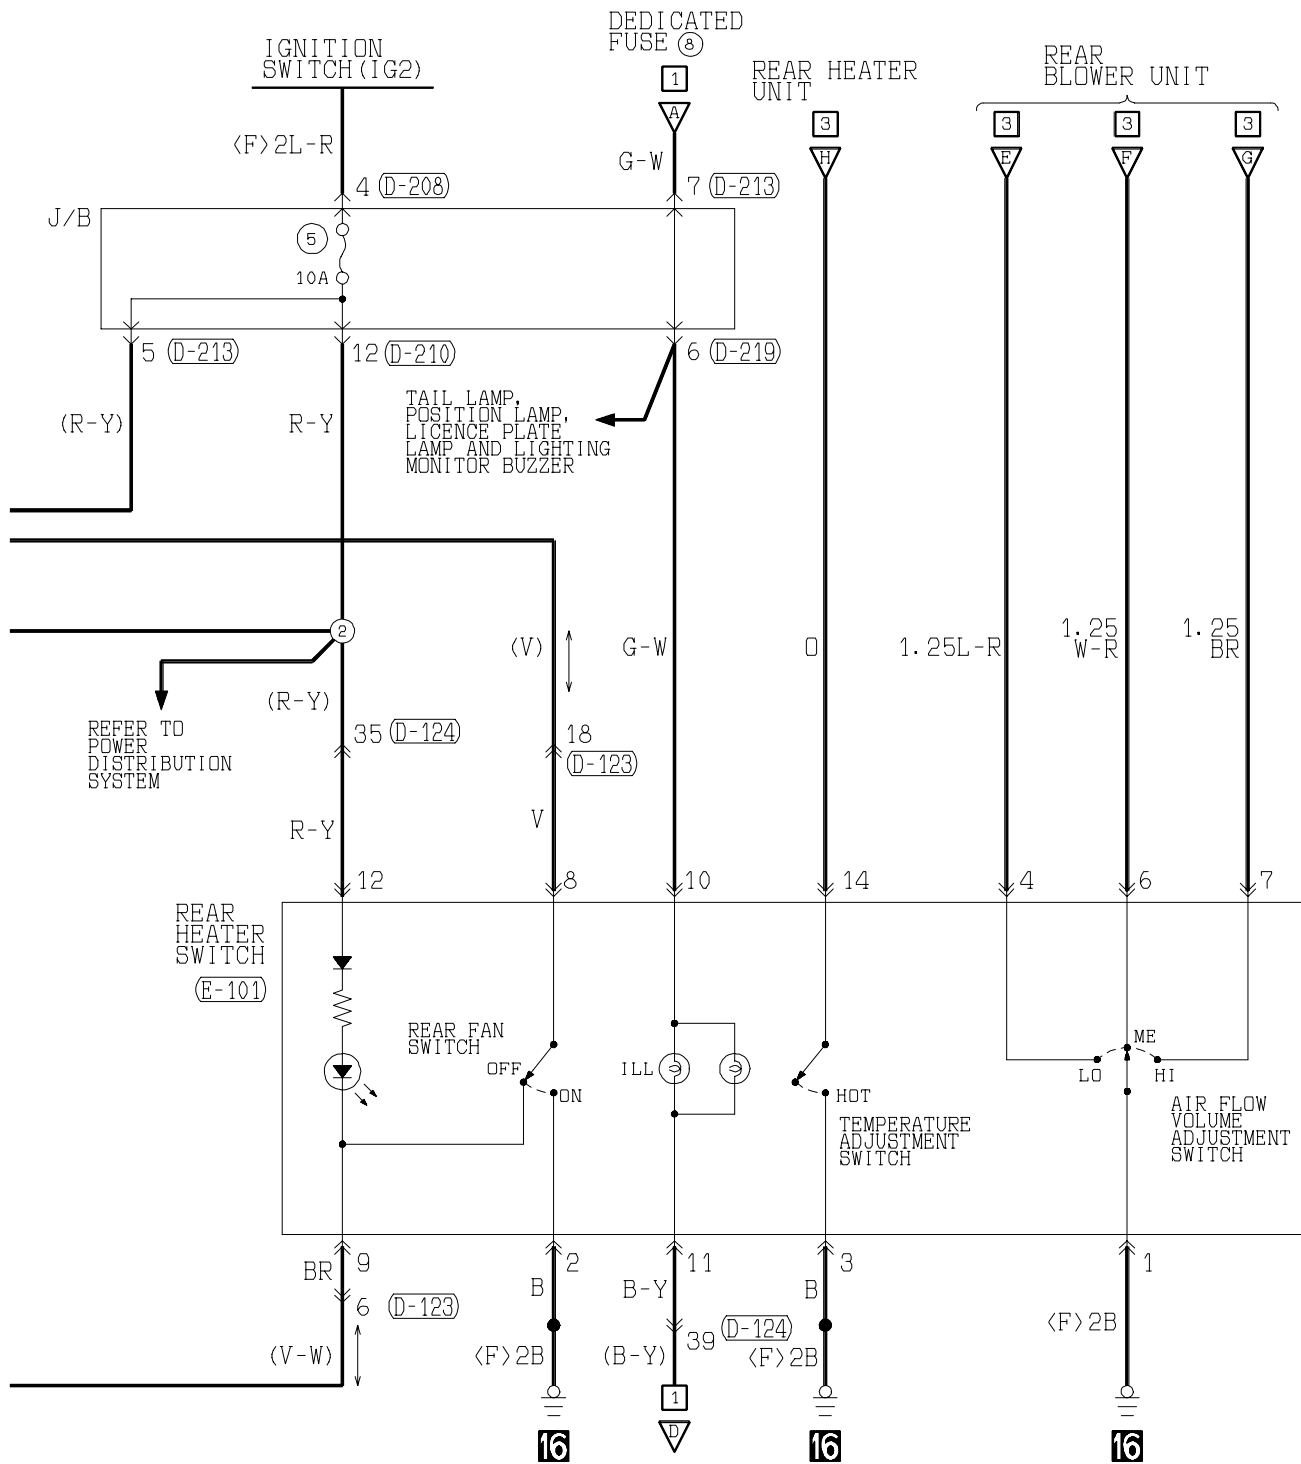 DEDICATED
FUSE 8
IGNITION
SWITCH(IG2)
1
A
REAR HEATER
UNIT
3
H
REAR
BLOWER UNIT
3
E
3
F
3
G
<F>2L-R
G-W
4 (D-208)
7 (D-213)
J/B
5
10A
5 (D-213)
12 (D-210)
6 (D-219)
(R-Y)
R-Y
TAIL LAMP,
POSITION LAMP,
LICENCE PLATE
LAMP AND LIGHTING
MONITOR BUZZER
2
(V)
G-W
O
1.25L-R
1.25
W-R
1.25
BR
(R-Y)
REFER TO
POWER
DISTRIBUTION
SYSTEM
35 (D-124)
18
(D-123)
R-Y
V
12
8
10
14
4
6
7
REAR
HEATER
SWITCH
(E-101)
REAR FAN
SWITCH
OFF
ON
ILL
HOT
TEMPERATURE
ADJUSTMENT
SWITCH
ME
LO
HI
AIR FLOW
VOLUME
ADJUSTMENT
SWITCH
9
2
11
3
1
BR
B
B-Y
B
6 (D-123)
39 (D-124)
<F>2B
(V-W)
<F>2B
(B-Y)
<F>2B
1
D
16
16
16